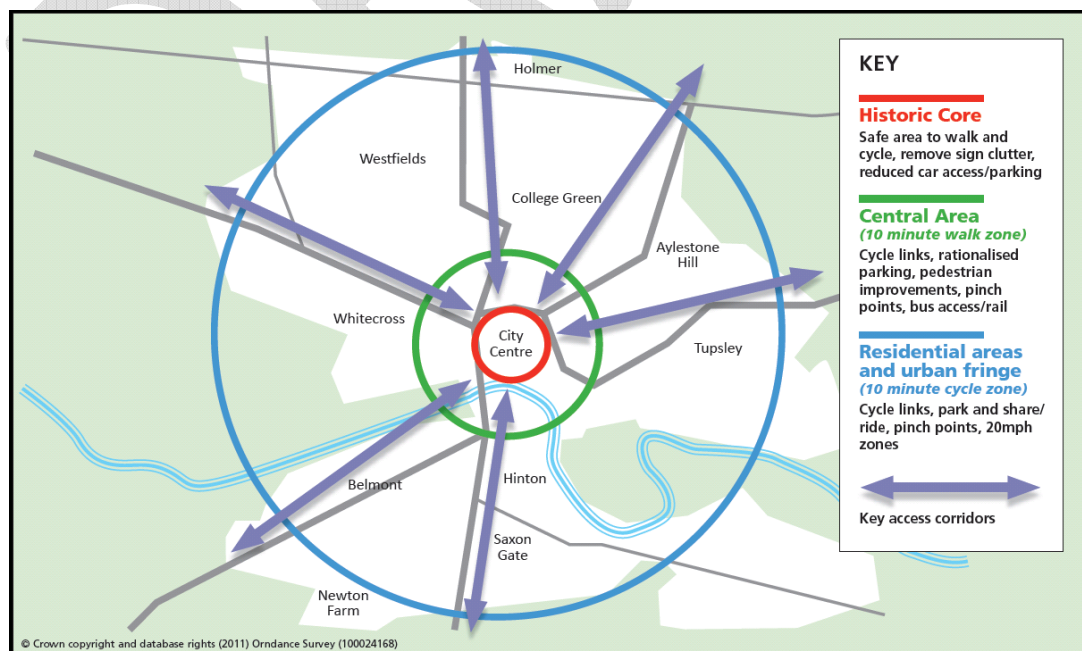 Holmer
Westfields
College Green
Aylestone
Hill
Whitecross
City
Centre
Tupsley
Belmont
Hinton
Saxon
Gate
Newton
Farm
KEY
Historic Core
Safe area to walk and
cycle, remove sign clutter,
reduced car access/parking
Central Area
(10 minute walk zone)
Cycle links, rationalised
parking, pedestrian
improvements, pinch
points, bus access/rail
Residential areas
and urban fringe
(10 minute cycle zone)
Cycle links, park and share/
ride, pinch points, 20mph
zones
Key access corridors
© Crown copyright and database rights (2011) Orndance Survey (100024168)